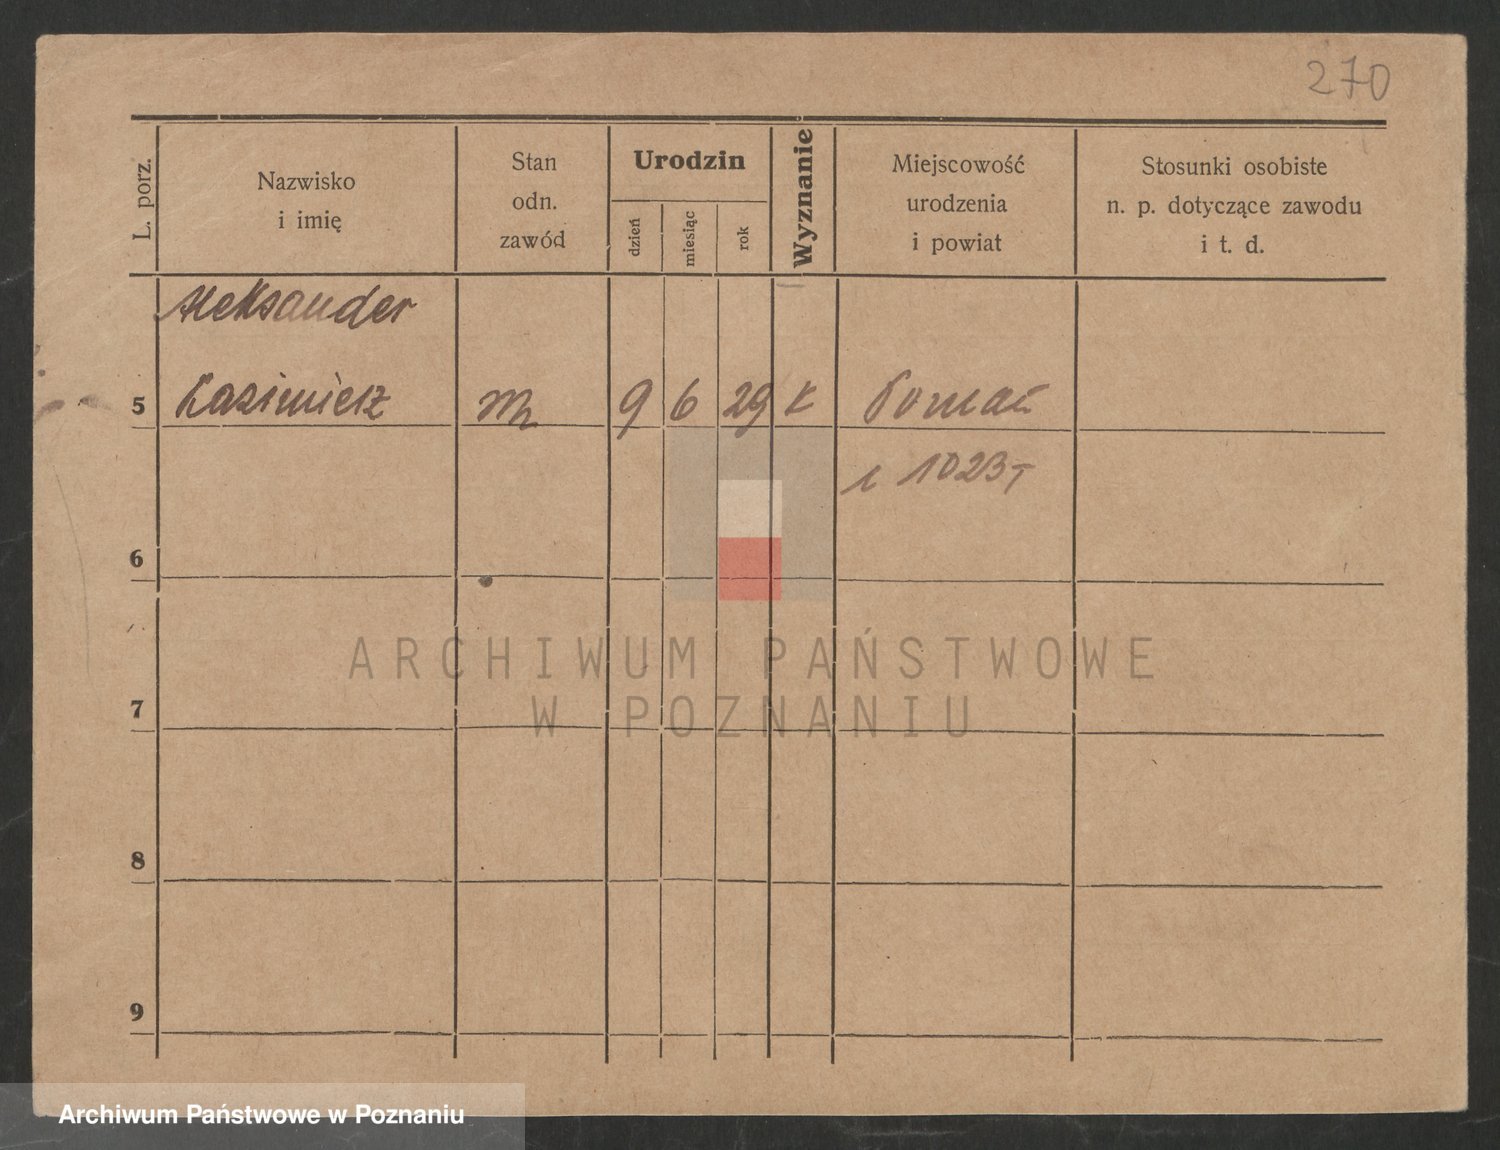 270
L. porz.
Nazwisko
i imię
Stan
odn.
zawód
Urodzin
dzień
miesiąc
rok
Wyznanie
Miejscowość
urodzenia
i powiat
Stosunki osobiste
n. p. dotyczące zawodu
i t. d.
Aleksander
5 Kazimierz m 9 6 29 K Poznań
1023
6
7
8
9
ARCHIWUM PAŃSTWOWE
W POZNANIU
Archiwum Państwowe w Poznaniu